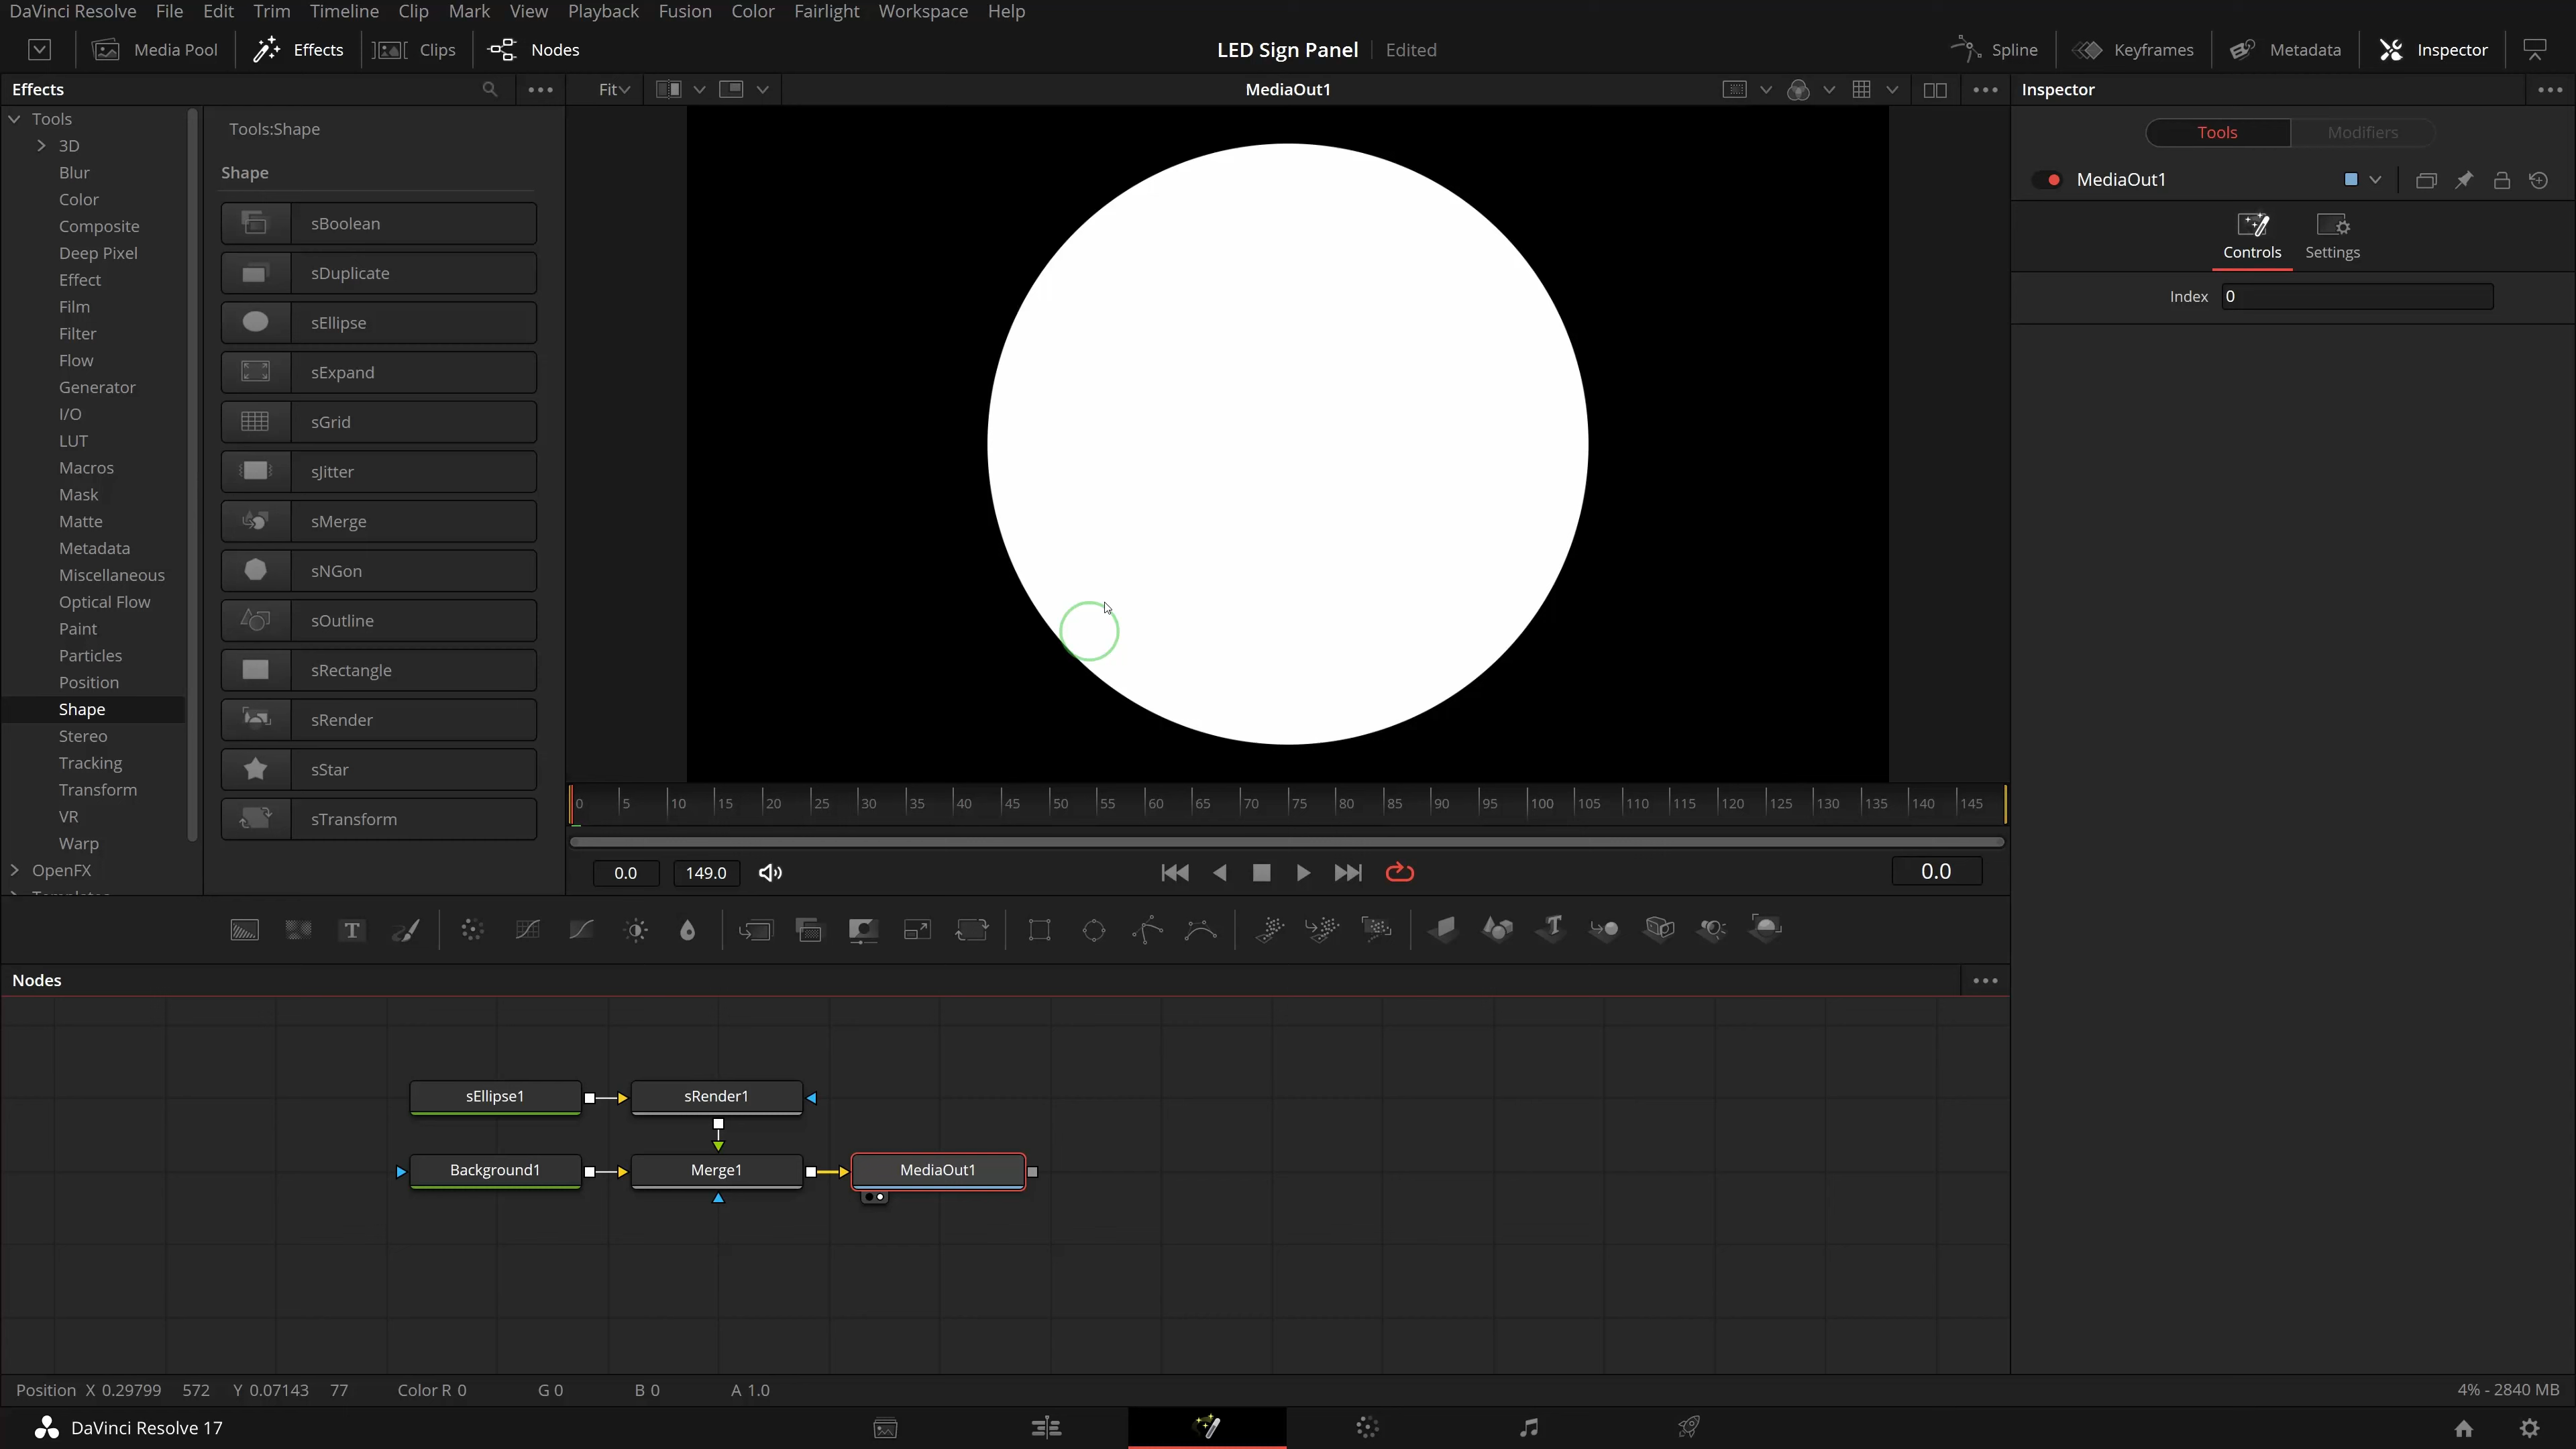 DaVinci Resolve File Edit Trim Timeline Clip Mark View Playback Fusion Color Fairlight Workspace Help
Media Pool Effects Clips Nodes LED Sign Panel Edited Spline Keyframes Metadata Inspector
Effects Fit MediaOut1 Inspector
Tools
3D
Blur
Color
Composite
Deep Pixel
Effect
Film
Filter
Flow
Generator
I/O
LUT
Macros
Mask
Matte
Metadata
Miscellaneous
Optical Flow
Paint
Particles
Position
Shape
Stereo
Tracking
Transform
VR
Warp
OpenFX
Templates
Tools:Shape
Shape
sBoolean
sDuplicate
sEllipse
sExpand
sGrid
sJitter
sMerge
sNGon
sOutline
sRectangle
sRender
sStar
sTransform
Tools Modifiers
MediaOut1
Controls Settings
Index 0
0 5 10 15 20 25 30 35 40 45 50 55 60 65 70 75 80 85 90 95 100 105 110 115 120 125 130 135 140 145
0.0 149.0 0.0
T T
Nodes
sEllipse1 sRender1
Background1 Merge1 MediaOut1
Position X 0.29799 572 Y 0.07143 77 Color R 0 G 0 B 0 A 1.0 4% - 2840 MB
DaVinci Resolve 17